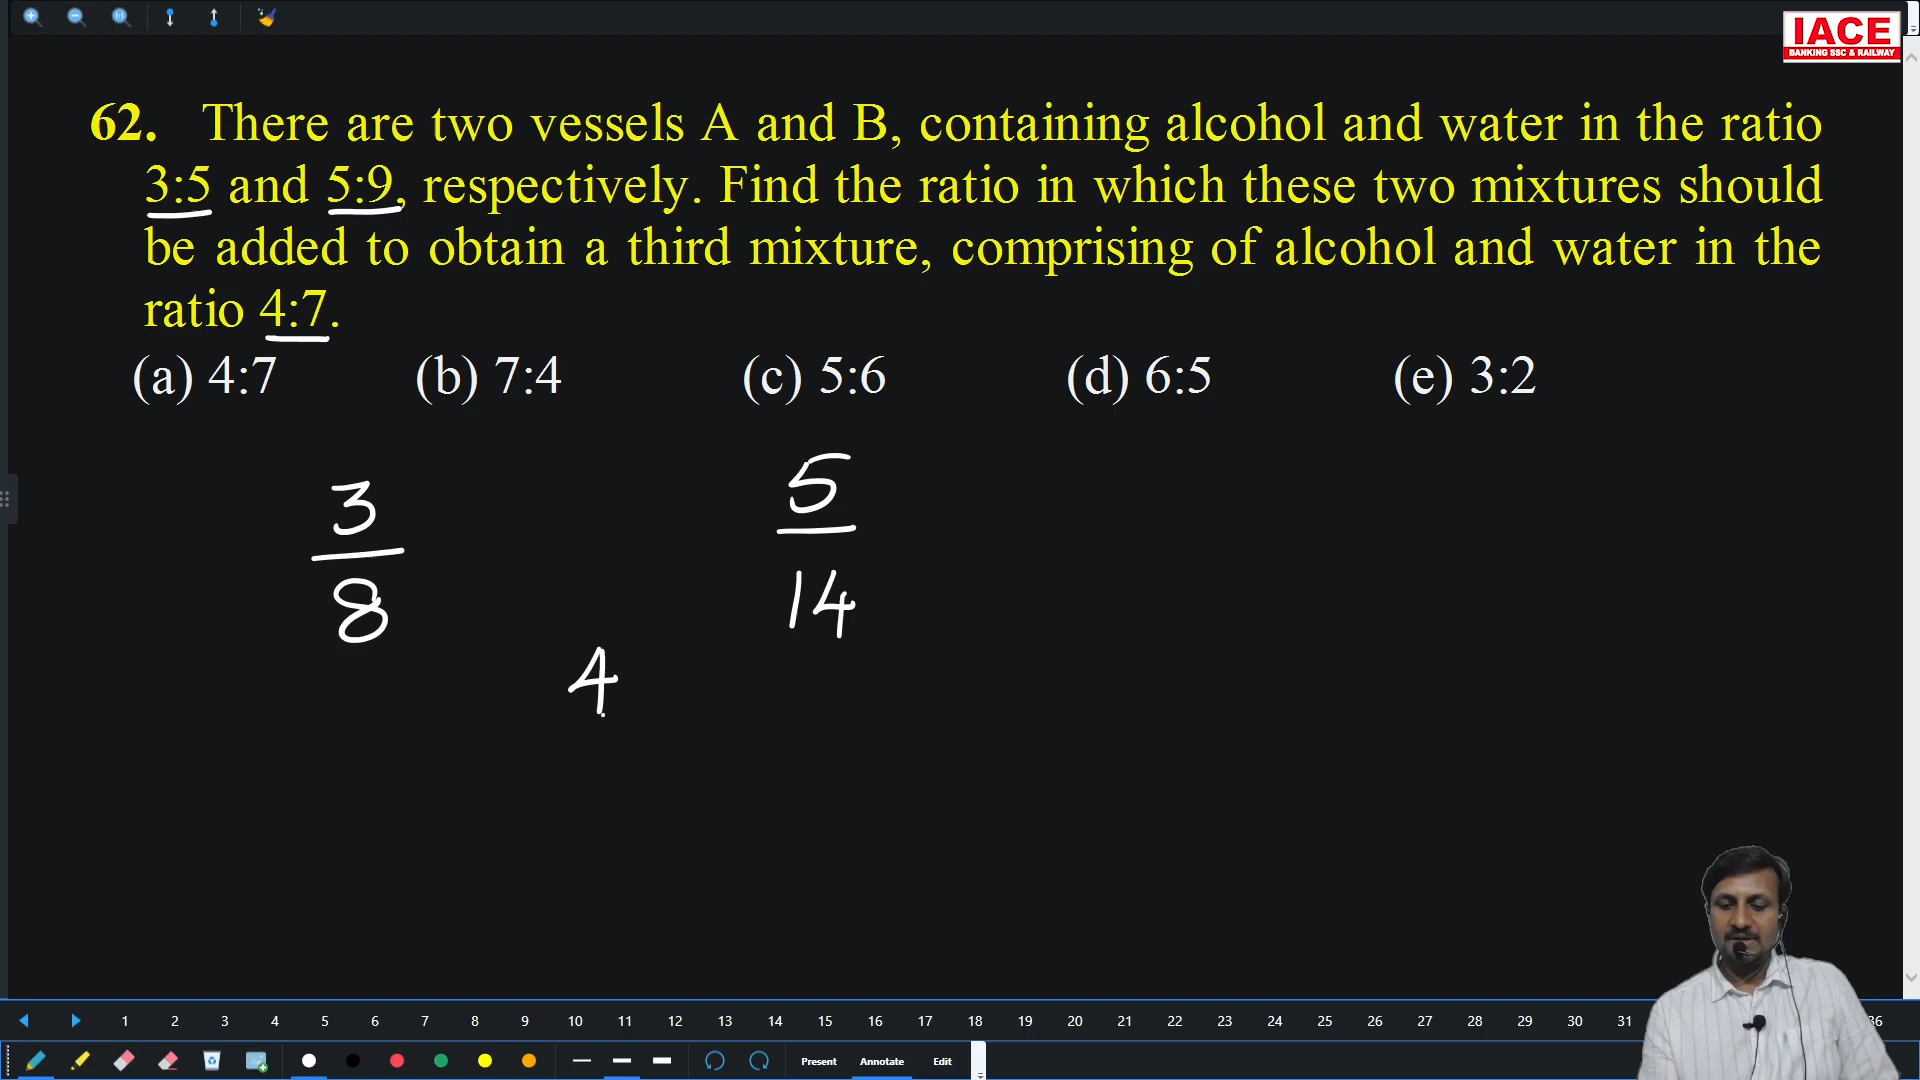 IACE
BANKING SSC & RAILWAY
62. There are two vessels A and B, containing alcohol and water in the ratio
3:5 and 5:9, respectively. Find the ratio in which these two mixtures should
be added to obtain a third mixture, comprising of alcohol and water in the
ratio 4:7.
(a) 4:7 (b) 7:4 (c) 5:6 (d) 6:5 (e) 3:2
3 5
8 14
4
1 2 3 4 5 6 7 8 9 10 11 12 13 14 15 16 17 18 19 20 21 22 23 24 25 26 27 28 29 30 31 36
Present Annotate Edit